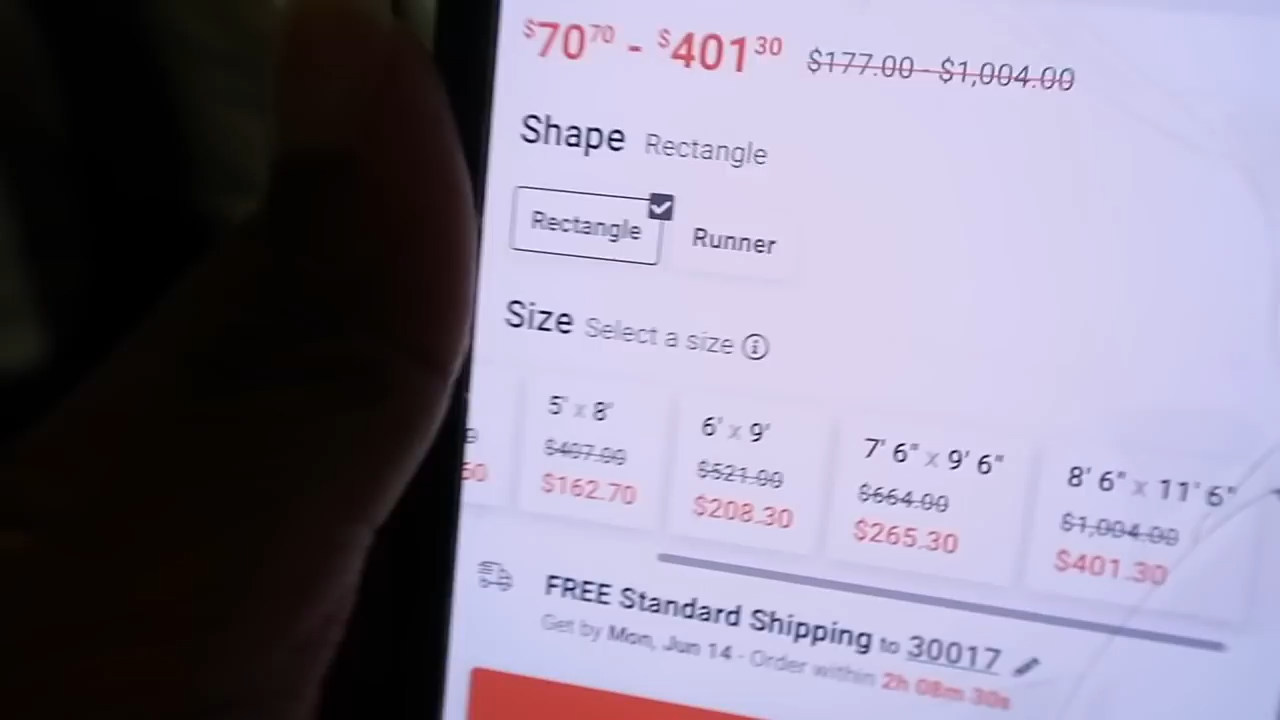 $70.70 - $401.30 $177.00 - $1,004.00
Shape Rectangle
Rectangle Runner
Size Select a size
5' x 8' 6' x 9' 7' 6" x 9' 6" 8' 6" x 11' 6"
$407.00 $521.00 $664.00 $1,004.00
$162.70 $208.30 $265.30 $401.30
FREE Standard Shipping to 30017
Get by Mon, Jun 14 - Order within 2h 08m 30s